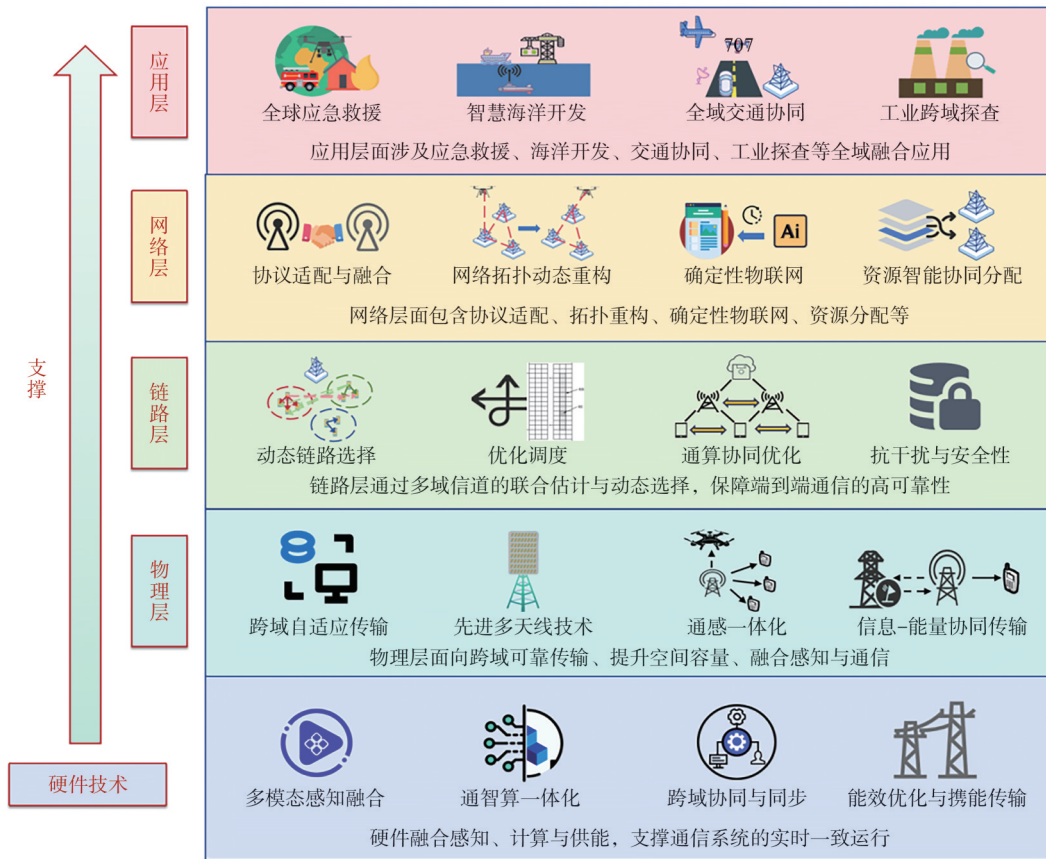 应用层
全球应急救援
智慧海洋开发
全域交通协同
工业跨域探查
应用层面涉及应急救援、海洋开发、交通协同、工业探查等全域融合应用
网络层
Ai
协议适配与融合
网络拓扑动态重构
确定性物联网
资源智能协同分配
网络层面包含协议适配、拓扑重构、确定性物联网、资源分配等
支撑
链路层
动态链路选择
优化调度
通算协同优化
抗干扰与安全性
链路层通过多域信道的联合估计与动态选择，保障端到端通信的高可靠性
物理层
跨域自适应传输
先进多天线技术
通感一体化
信息-能量协同传输
物理层面向跨域可靠传输、提升空间容量、融合感知与通信
硬件技术
多模态感知融合
通智算一体化
跨域协同与同步
能效优化与携能传输
硬件融合感知、计算与供能，支撑通信系统的实时一致运行